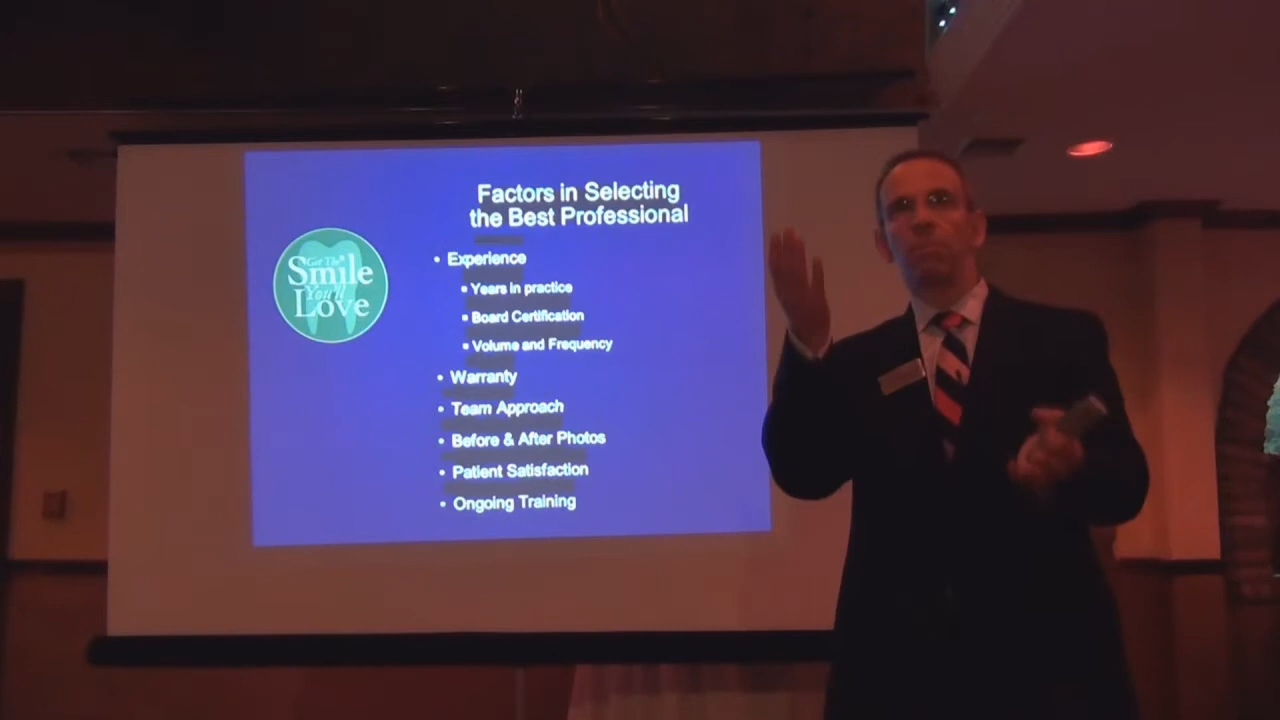 Factors in Selecting
the Best Professional
Get The
Smile
You'll
Love
• Experience
▪ Years in practice
▪ Board Certification
▪ Volume and Frequency
• Warranty
• Team Approach
• Before & After Photos
• Patient Satisfaction
• Ongoing Training